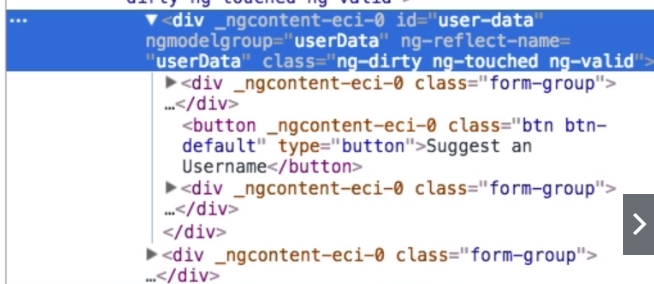 dirty ng-touched ng-valid">
… ▼<div _ngcontent-eci-0 id="user-data"
ngmodelgroup="userData" ng-reflect-name=
"userData" class="ng-dirty ng-touched ng-valid">
▶<div _ngcontent-eci-0 class="form-group">
…</div>
<button _ngcontent-eci-0 class="btn btn-
default" type="button">Suggest an
Username</button>
▶<div _ngcontent-eci-0 class="form-group">
…</div>
</div>
▶<div _ngcontent-eci-0 class="form-group">
…</div>